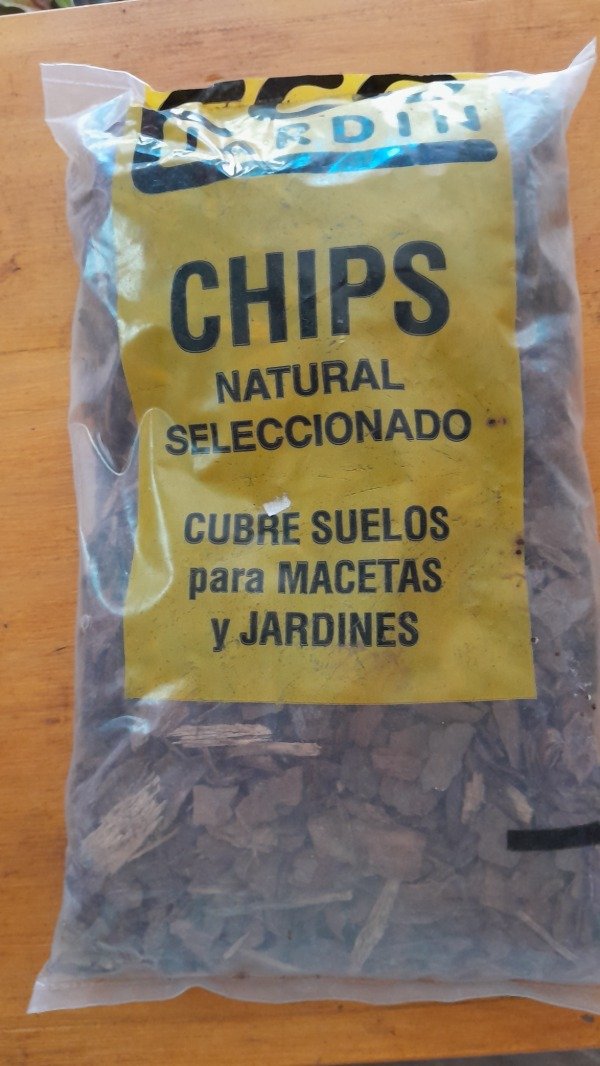 JARDIN
CHIPS
NATURAL
SELECCIONADO
CUBRE SUELOS
para MACETAS
y JARDINES